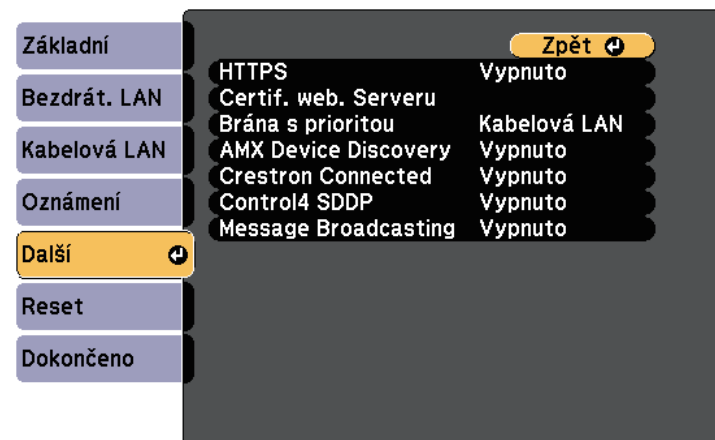 Základní
Bezdrát. LAN
Kabelová LAN
Oznámení
Další
Reset
Dokončeno
Zpět
HTTPS Vypnuto
Certif. web. Serveru
Brána s prioritou Kabelová LAN
AMX Device Discovery Vypnuto
Crestron Connected Vypnuto
Control4 SDDP Vypnuto
Message Broadcasting Vypnuto